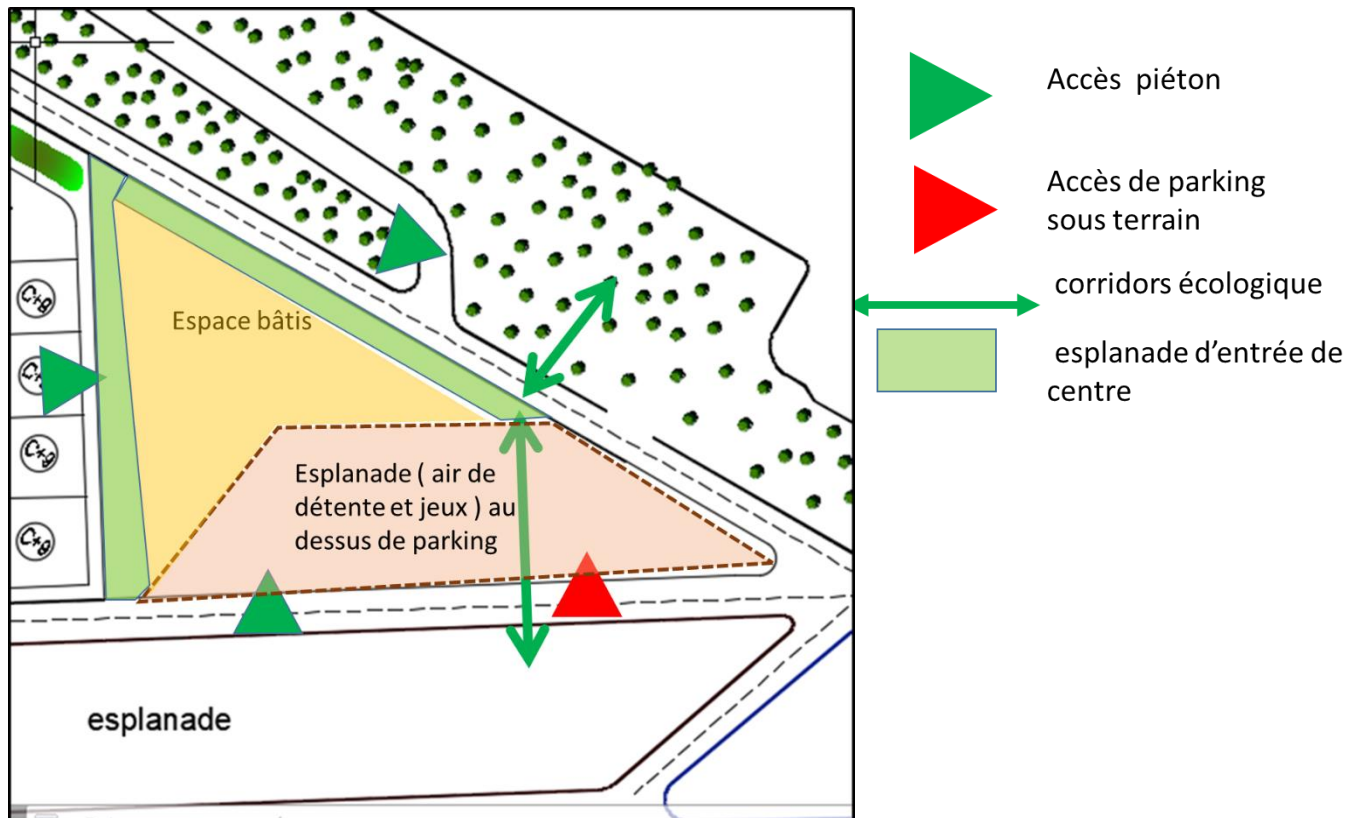 Accès piéton
Accès de parking
sous terrain
corridors écologique
esplanade d'entrée de
centre
Espace bâtis
Esplanade ( air de
détente et jeux ) au
dessus de parking
esplanade